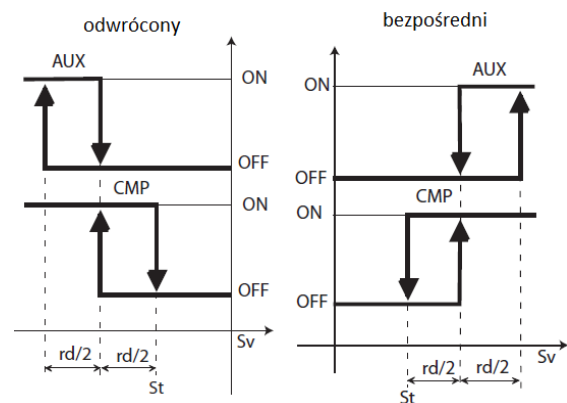 odwrócony
AUX
ON
OFF
CMP
ON
OFF
Sv
rd/2 rd/2
St
bezpośredni
AUX
ON
OFF
CMP
ON
OFF
rd/2 rd/2
Sv
St